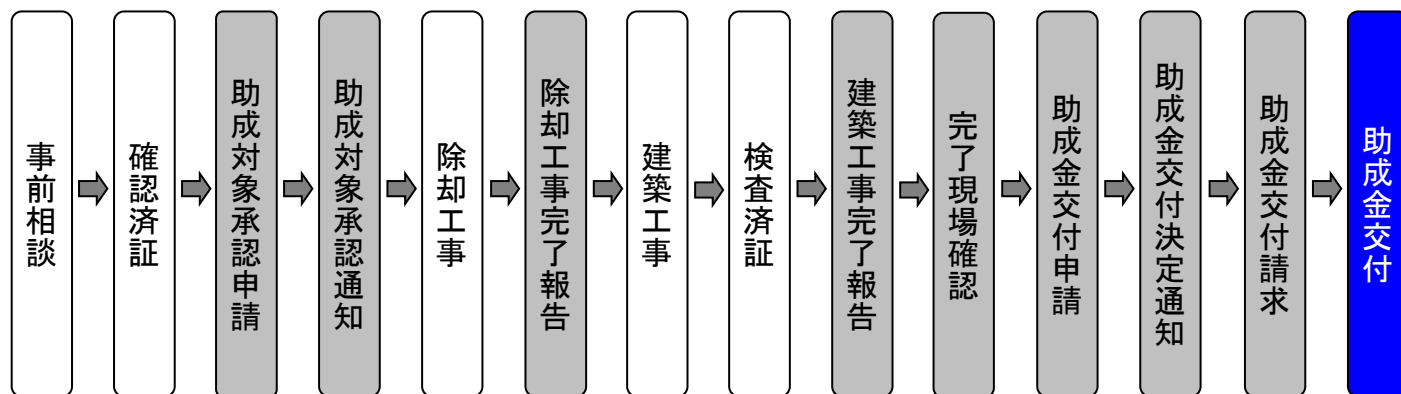 事前相談
確認済証
助成対象承認申請
助成対象承認通知
除却工事
除却工事完了報告
建築工事
検査済証
建築工事完了報告
完了現場確認
助成金交付申請
助成金交付決定通知
助成金交付請求
助成金交付